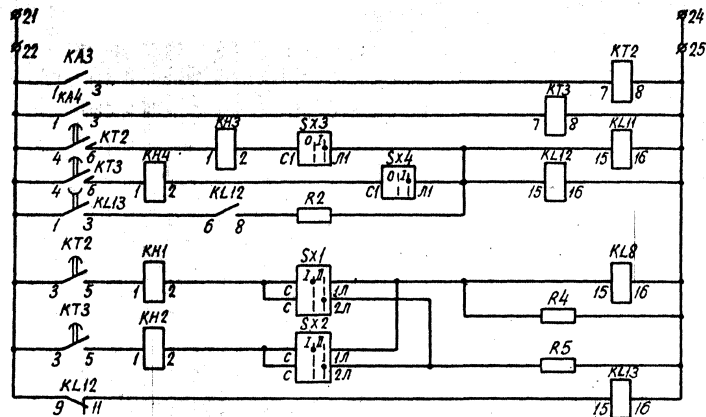 21 24
22 25
KA3 KT2
1 3 7 8
KA4 KT3
1 3 7 8
KT2 KH3 SX3 KL11
4 6 1 2 C1 0 I Л1 15 16
KT3 KH4 SX4 KL12
4 6 1 2 C1 0 I Л1 15 16
KL13 KL12 R2
1 3 6 8
KT2 KH1 SX1 KL8
3 5 1 2 C I II 1Л 15 16
C 2Л
R4
KT3 KH2 SX2
3 5 1 2 C I II 1Л
C 2Л R5
KL12 KL13
9 11 15 16